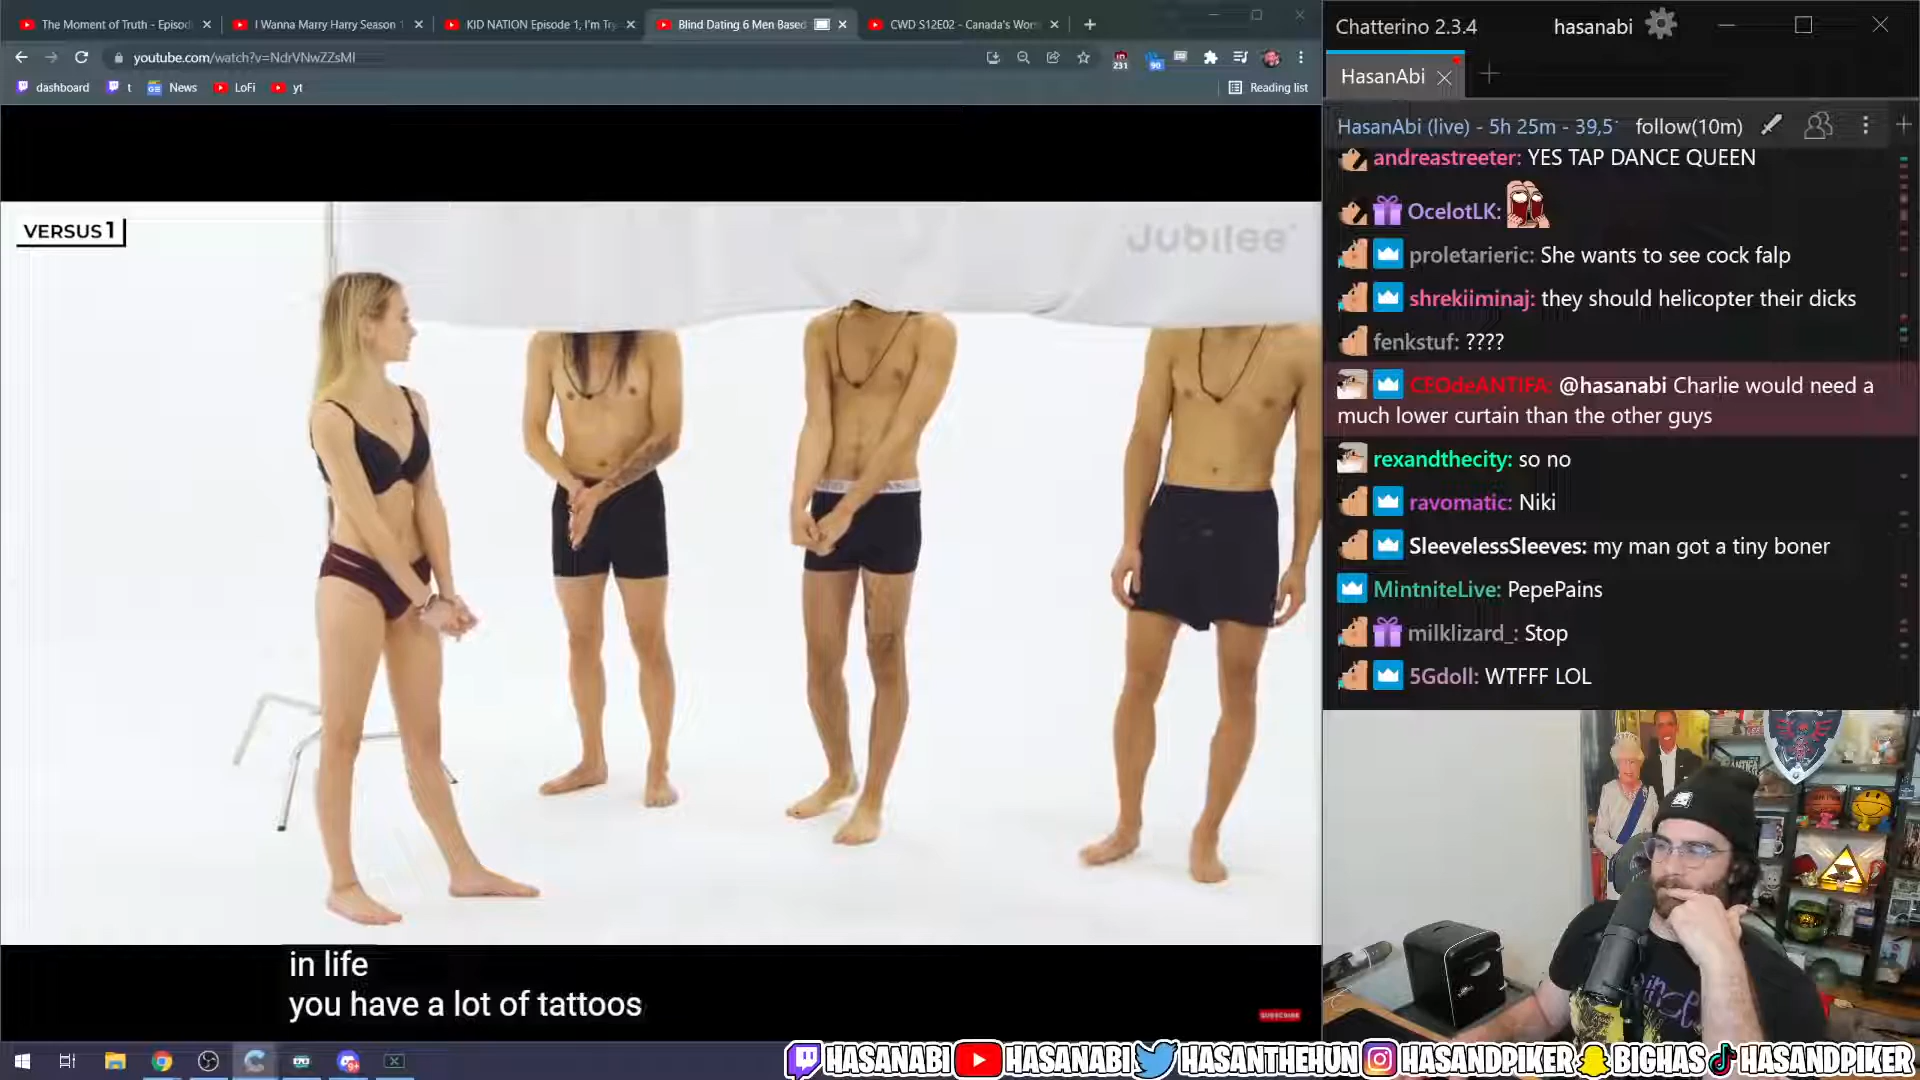 The Moment of Truth - Episod
I Wanna Marry Harry Season 1
KID NATION Episode 1, I'm Try
Blind Dating 6 Men Based
CWD S12E02 - Canada's Wor
youtube.com/watch?v=NdrVNwZZsMI
231
90
dashboard
t
News
LoFi
yt
Reading list
VERSUS 1
Jubilee
in life
you have a lot of tattoos
SUBSCRIBE
Chatterino 2.3.4
hasanabi
HasanAbi
HasanAbi (live) - 5h 25m - 39,5
follow(10m)
andreastreeter: YES TAP DANCE QUEEN
OcelotLK:
proletarieric: She wants to see cock falp
shrekiiminaj: they should helicopter their dicks
fenkstuf: ????
CEOdeANTIFA: @hasanabi Charlie would need a
much lower curtain than the other guys
rexandthecity: so no
ravomatic: Niki
SleevelessSleeves: my man got a tiny boner
MintniteLive: PepePains
milklizard_: Stop
5Gdoll: WTFFF LOL
HASANABI HASANABI HASANTHEHUN HASANDPIKER BIGHAS HASANDPIKER